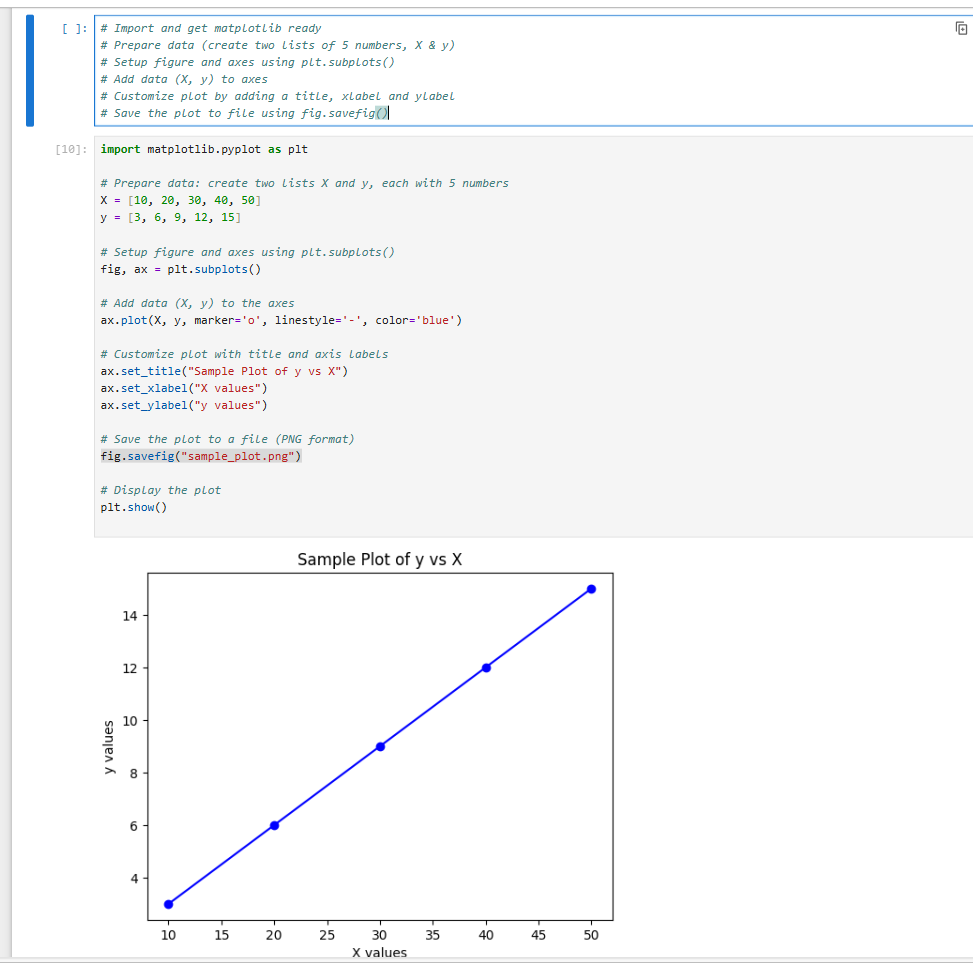 [ ]:
# Import and get matplotlib ready
# Prepare data (create two lists of 5 numbers, X & y)
# Setup figure and axes using plt.subplots()
# Add data (X, y) to axes
# Customize plot by adding a title, xlabel and ylabel
# Save the plot to file using fig.savefig()
[10]:
import matplotlib.pyplot as plt
# Prepare data: create two lists X and y, each with 5 numbers
X = [10, 20, 30, 40, 50]
y = [3, 6, 9, 12, 15]
# Setup figure and axes using plt.subplots()
fig, ax = plt.subplots()
# Add data (X, y) to the axes
ax.plot(X, y, marker='o', linestyle='-', color='blue')
# Customize plot with title and axis labels
ax.set_title("Sample Plot of y vs X")
ax.set_xlabel("X values")
ax.set_ylabel("y values")
# Save the plot to a file (PNG format)
fig.savefig("sample_plot.png")
# Display the plot
plt.show()
Sample Plot of y vs X
14
12
10
8
6
4
y values
10 15 20 25 30 35 40 45 50
X values